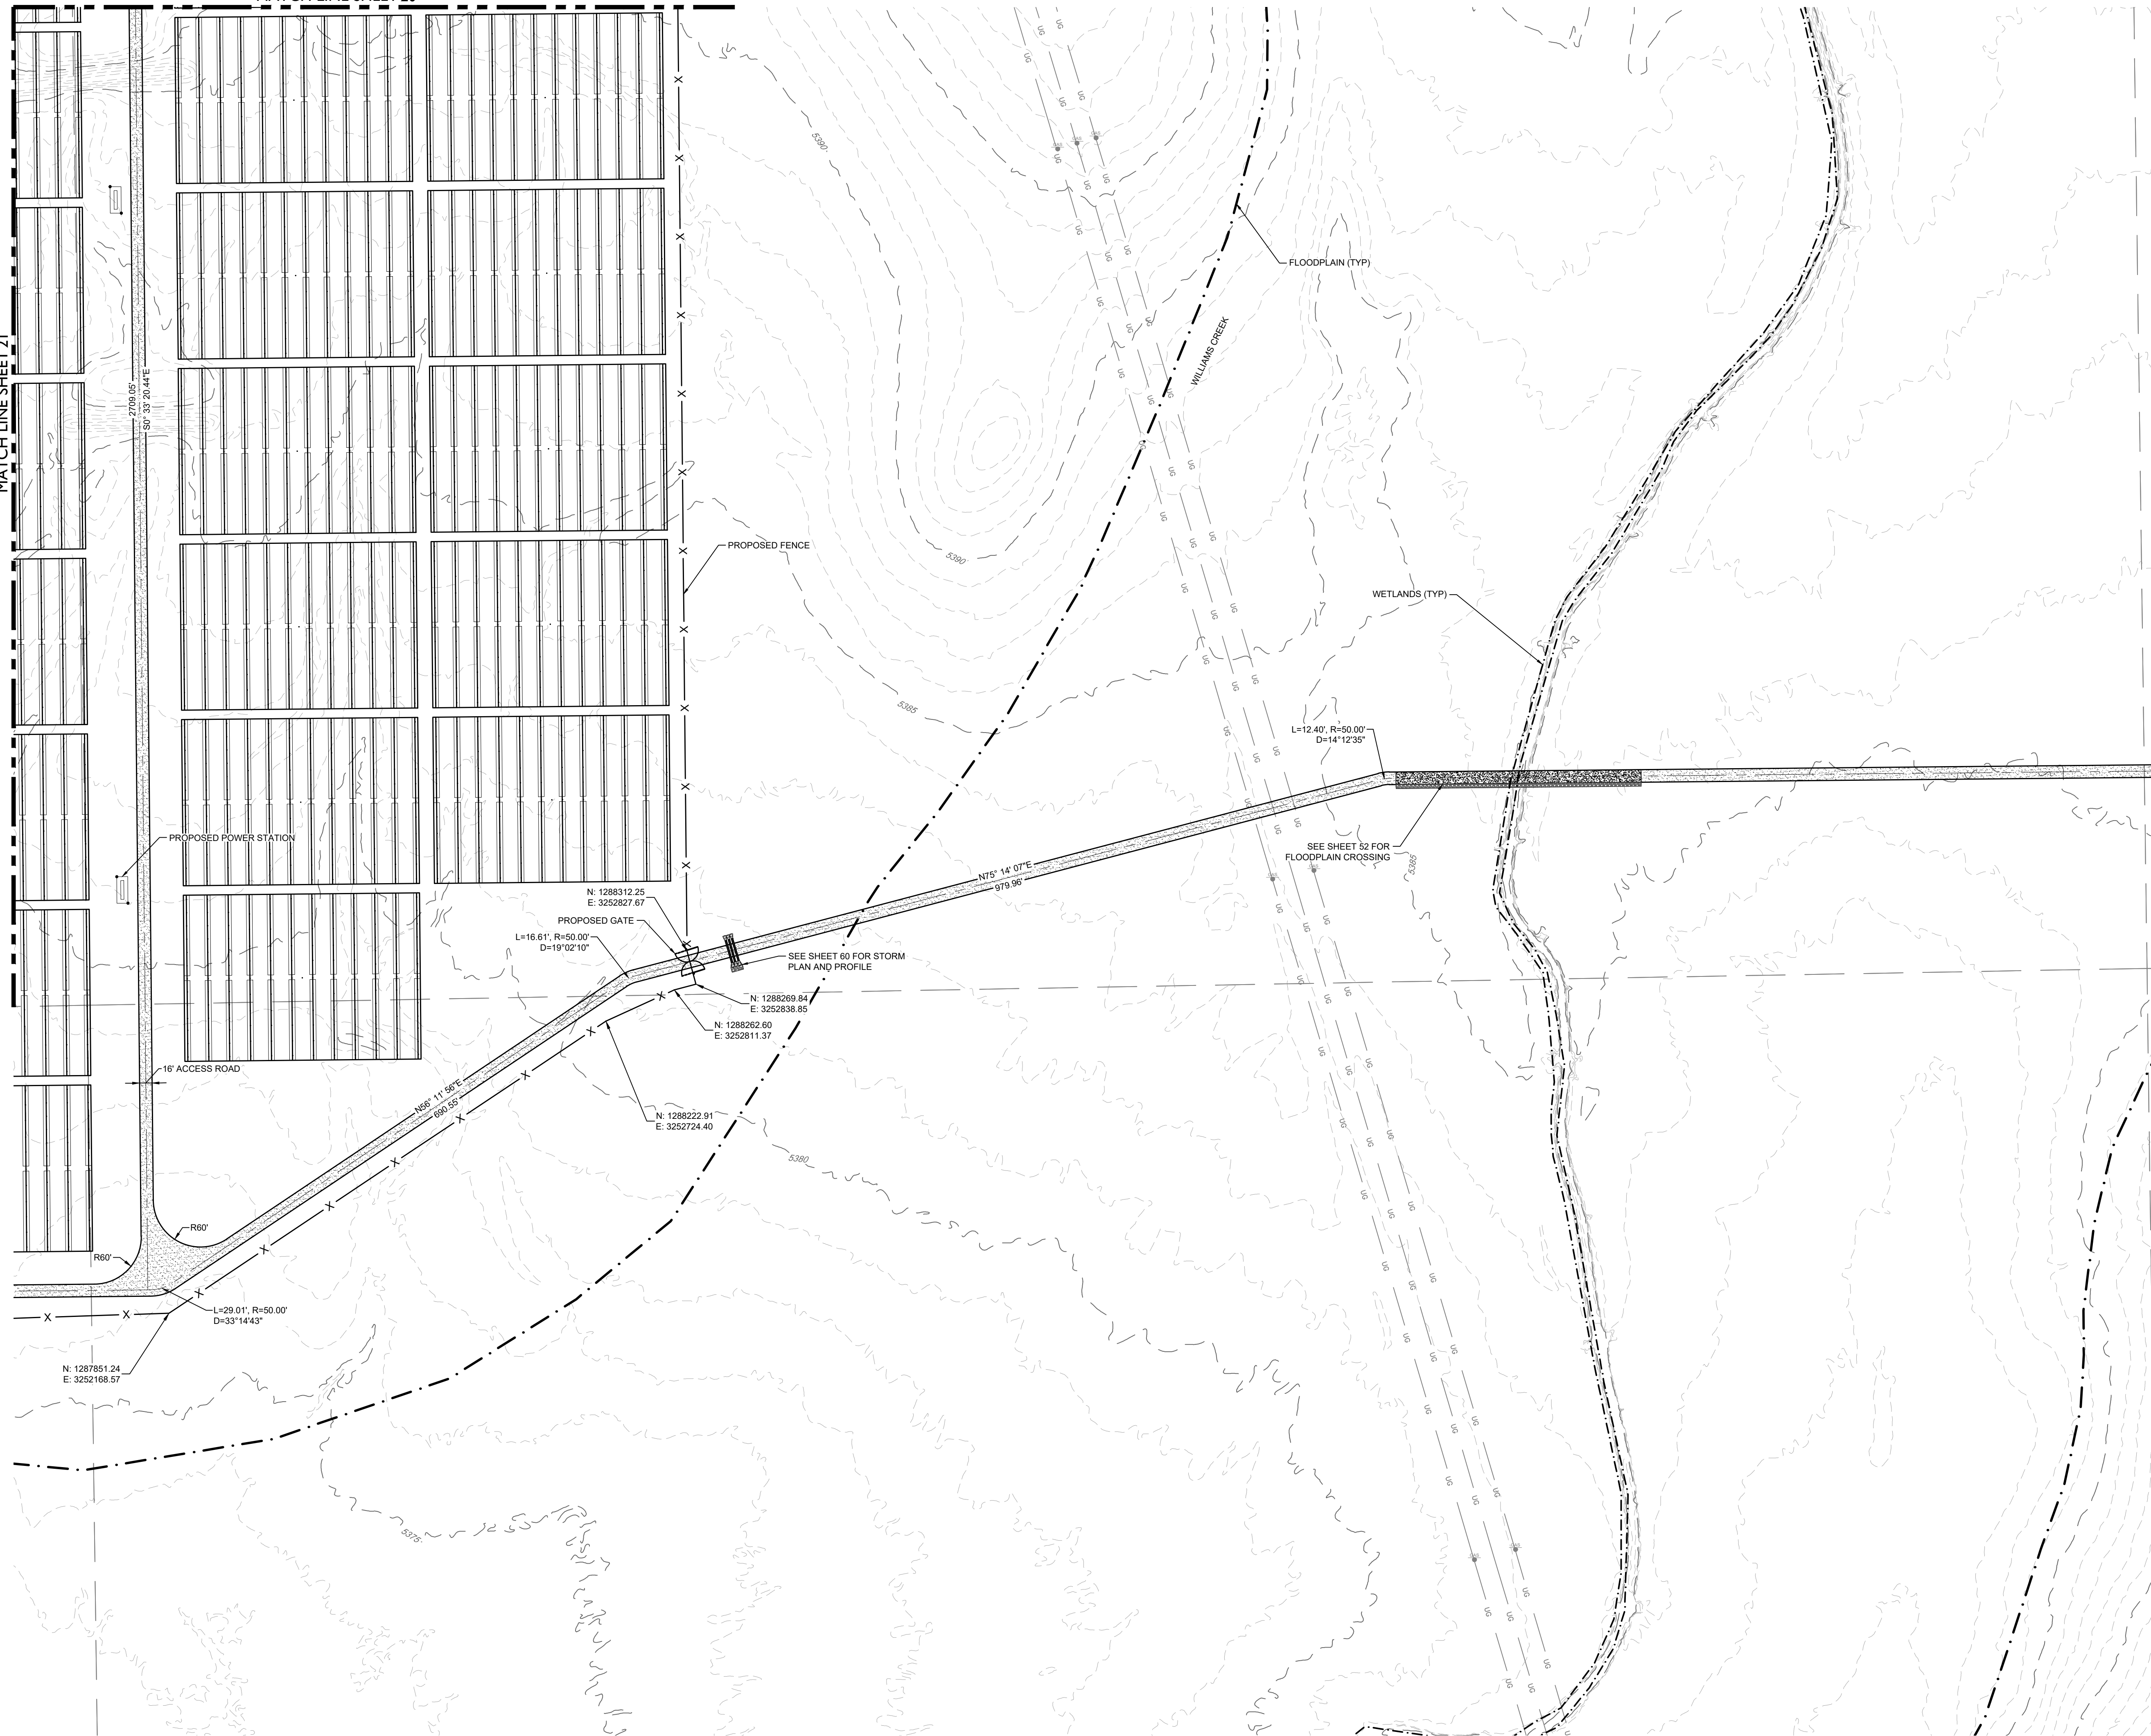 MATCH LINE SHEET 21
2709.05'
S0° 33' 20.44"E
5390
FLOODPLAIN (TYP)
WILLIAMS CREEK
PROPOSED FENCE
5390
WETLANDS (TYP)
5385
L=12.40', R=50.00'
D=14°12'35"
PROPOSED POWER STATION
SEE SHEET 52 FOR
FLOODPLAIN CROSSING
5385
N75° 14' 07"E
979.96'
N: 1288312.25
E: 3252827.67
PROPOSED GATE
L=16.61', R=50.00'
D=19°02'10"
SEE SHEET 60 FOR STORM
PLAN AND PROFILE
N: 1288269.84
E: 3252838.85
N: 1288262.60
E: 3252811.37
16' ACCESS ROAD
N56° 11' 56"E
690.55'
N: 1288222.91
E: 3252724.40
5380
R60'
R60'
L=29.01', R=50.00'
D=33°14'43"
N: 1287851.24
E: 3252168.57
5375